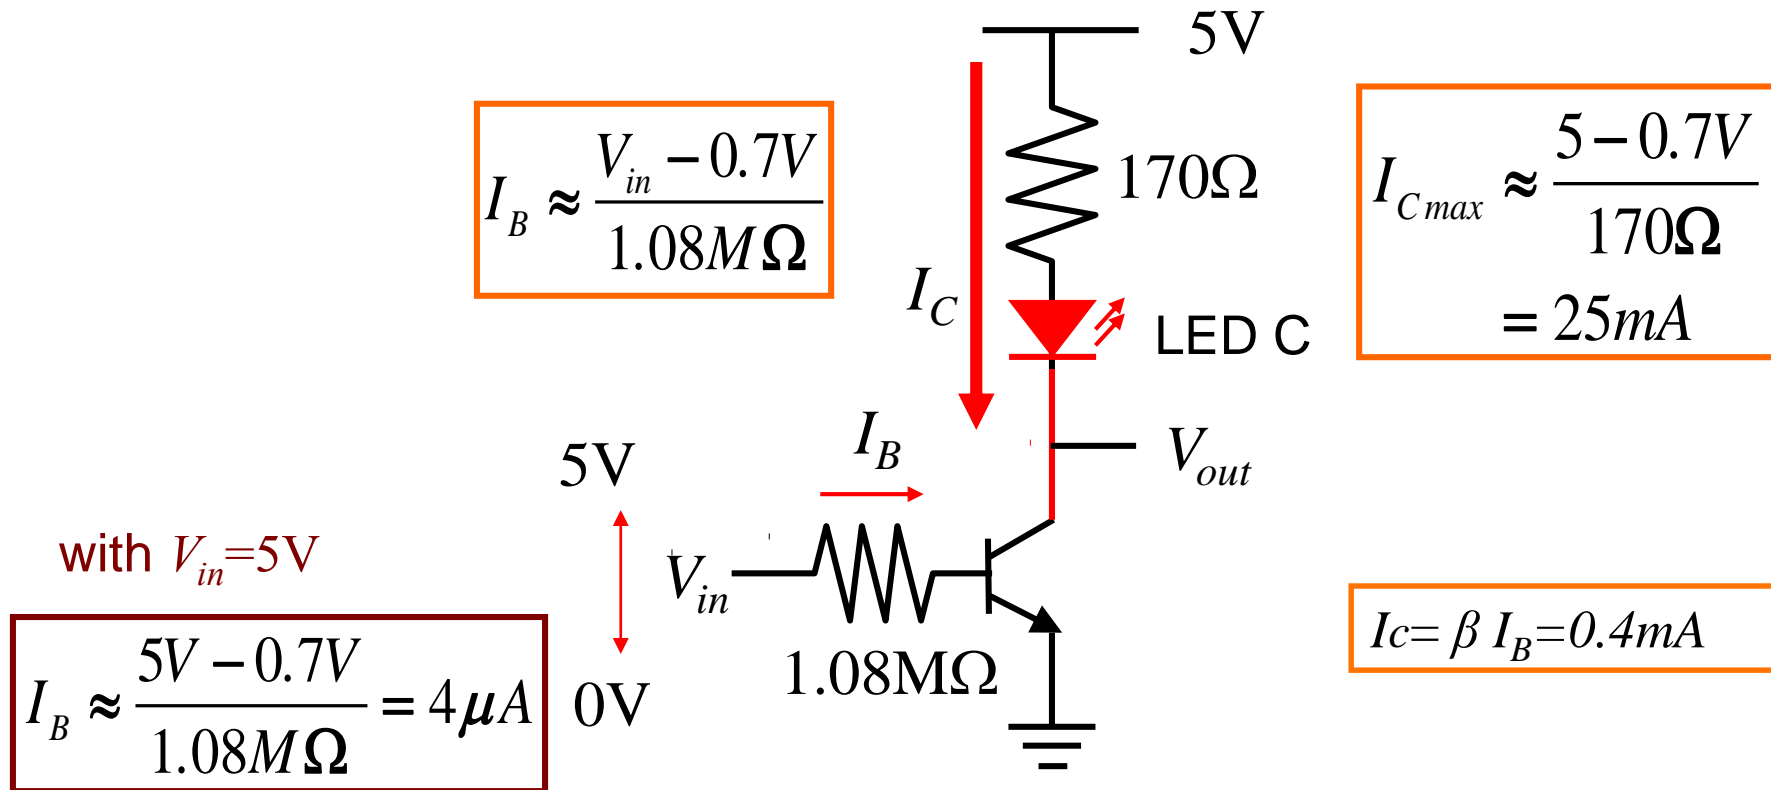 5V
I_B ≈ (V_in − 0.7V) / 1.08MΩ
170Ω
I_Cmax ≈ (5 − 0.7V) / 170Ω
= 25mA
I_C
LED C
I_B
V_out
5V
with V_in=5V
V_in
I_B ≈ (5V − 0.7V) / 1.08MΩ = 4μA
0V
1.08MΩ
Ic= β I_B=0.4mA